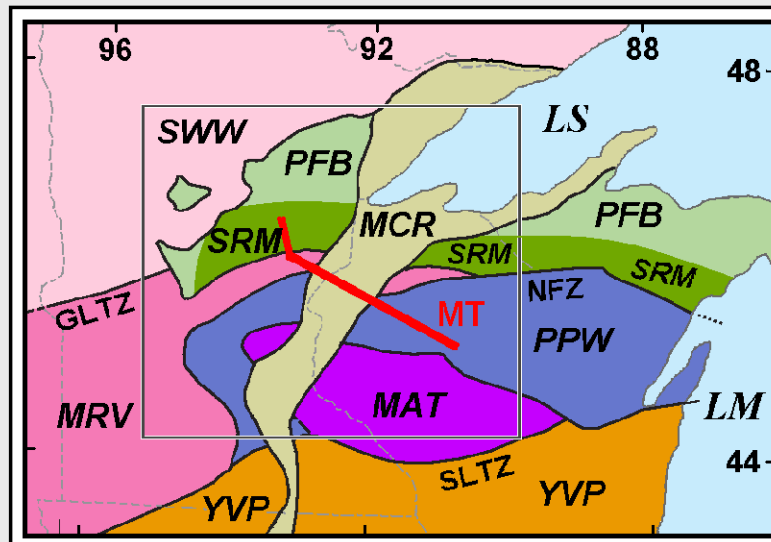 96 92 88
48
SWW LS
PFB
PFB
MCR
SRM
SRM
SRM
GLTZ
NFZ
MT
PPW
MRV MAT LM
44
SLTZ
YVP YVP